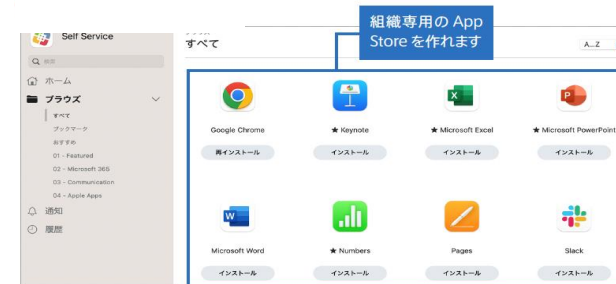 組織専用の App
Store を作れます
Self Service
すべて
A...Z
検索
ホーム
ブラウズ
すべて
ブックマーク
おすすめ
01 - Featured
02 - Microsoft 365
03 - Communication
04 - Apple Apps
通知
履歴
Google Chrome
★ Keynote
★ Microsoft Excel
★ Microsoft PowerPoint
再インストール
インストール
インストール
インストール
Microsoft Word
★ Numbers
Pages
Slack
インストール
インストール
インストール
インストール